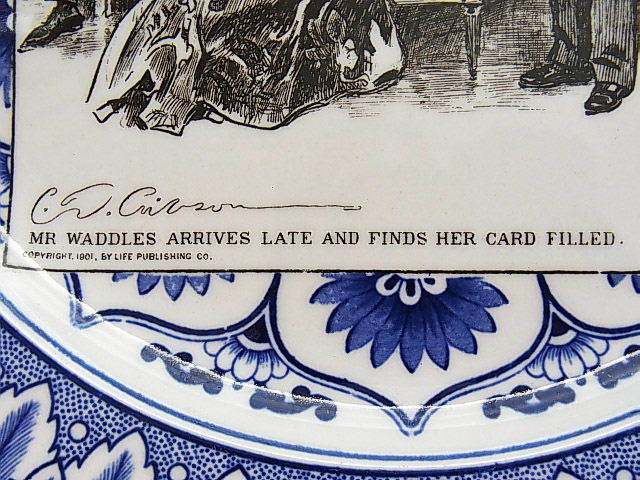 C. D. Gibson
MR WADDLES ARRIVES LATE AND FINDS HER CARD FILLED.
COPYRIGHT, 1901, BY LIFE PUBLISHING CO.